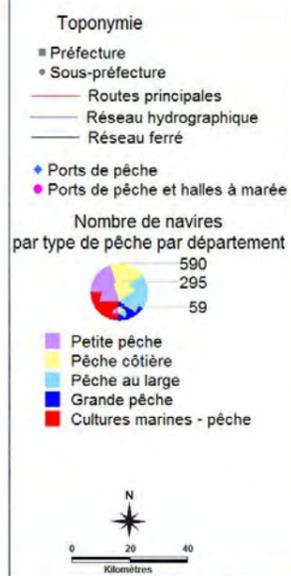 Toponymie
Préfecture
Sous-préfecture
Routes principales
Réseau hydrographique
Réseau ferré
Ports de pêche
Ports de pêche et halles à marée
Nombre de navires
par type de pêche par département
590
295
59
Petite pêche
Pêche côtière
Pêche au large
Grande pêche
Cultures marines - pêche
N
0 20 40
Kilomètres